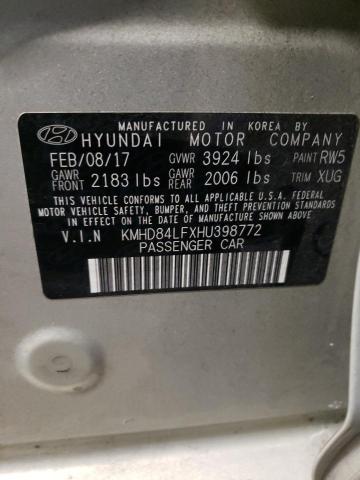 MANUFACTURED IN KOREA BY
HYUNDAI MOTOR COMPANY
FEB/08/17 GVWR 3924 lbs PAINT RW5
GAWR FRONT 2183 lbs GAWR REAR 2006 lbs TRIM XUG
THIS VEHICLE CONFORMS TO ALL APPLICABLE U.S.A. FEDERAL
MOTOR VEHICLE SAFETY, BUMPER, AND THEFT PREVENTION
STANDARDS IN EFFECT ON THE DATE OF MANUFACTURE SHOWN ABOVE.
V.I.N KMHD84LFXHU398772
PASSENGER CAR